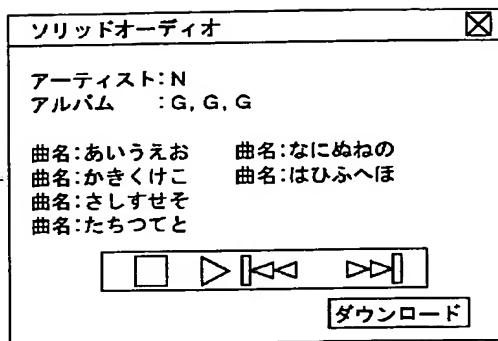 ソリッドオーディオ
アーティスト:N
アルバム　:G, G, G
曲名:あいうえお　曲名:なにぬねの
曲名:かきくけこ　曲名:はひふへほ
曲名:さしすせそ
曲名:たちつてと
ダウンロード